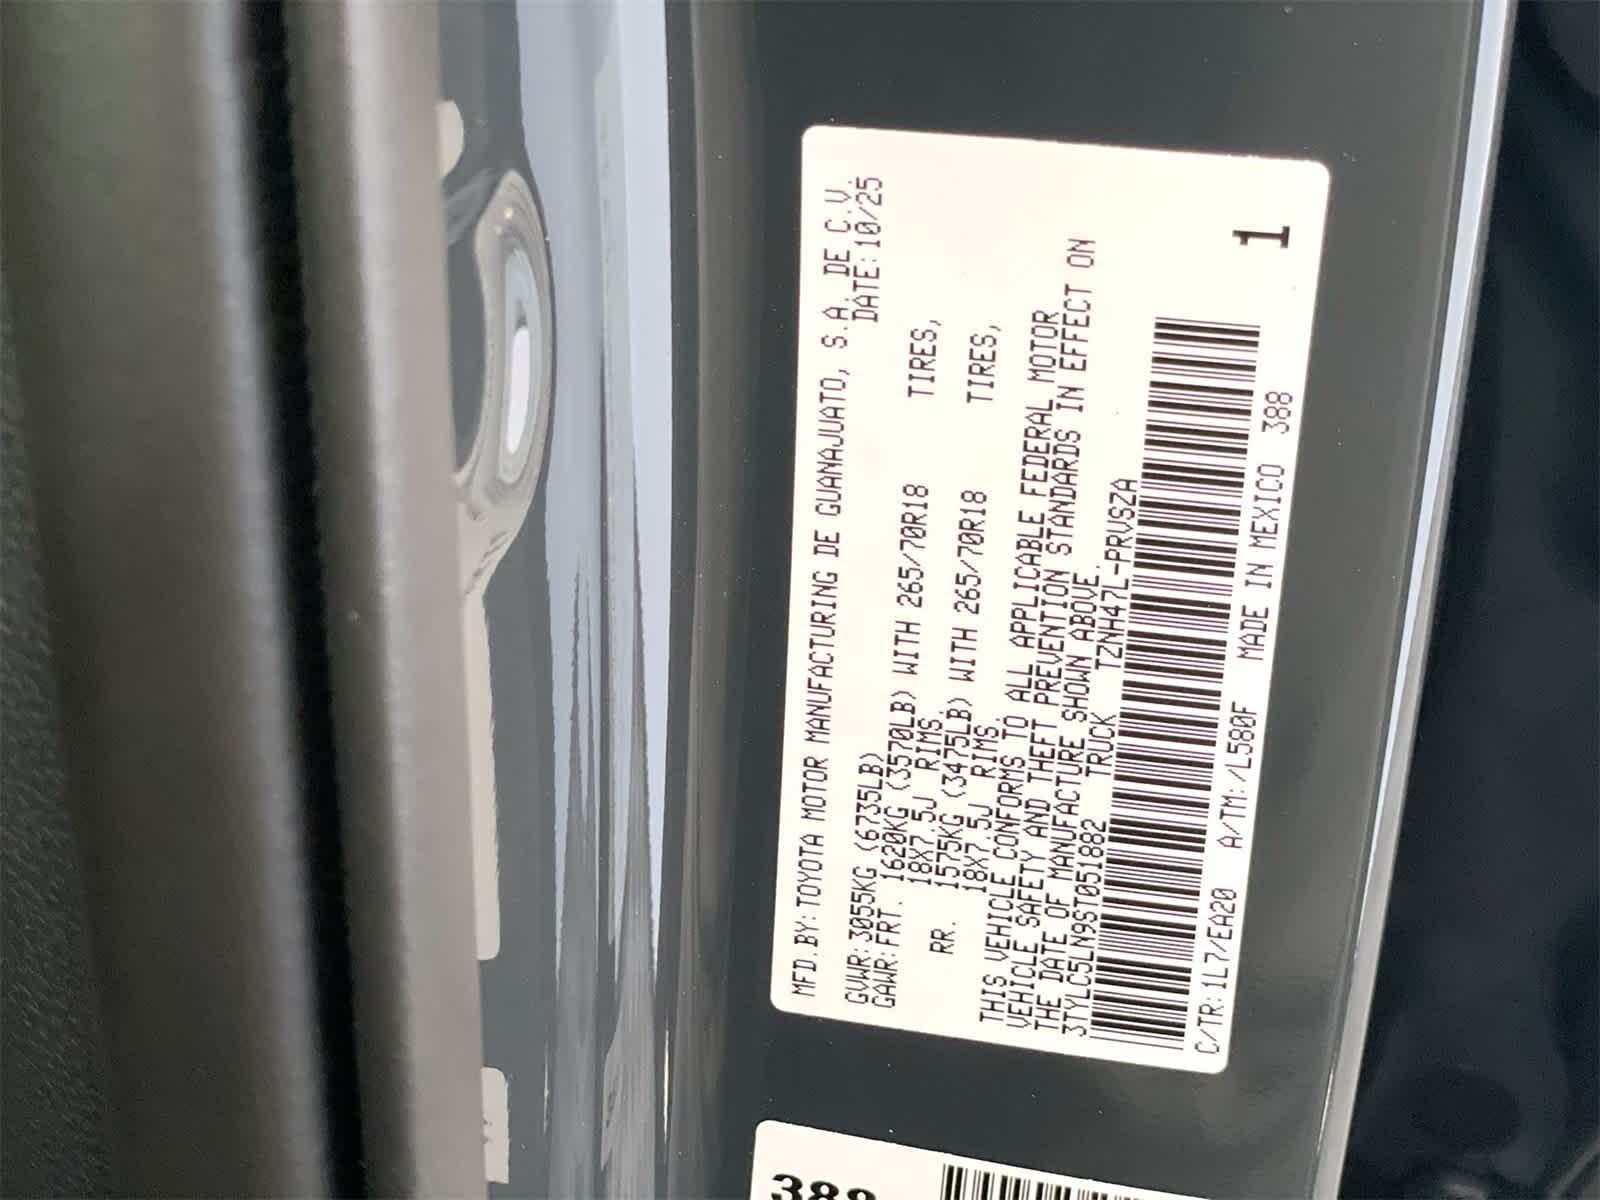 MFD.BY:TOYOTA MOTOR MANUFACTURING DE GUANAJUATO, S.A. DE C.V.
DATE:10/25
GVWR:3055KG (6735LB)
GAWR:FRT. 1620KG (3570LB) WITH 265/70R18 TIRES,
18X7.5J RIMS.
RR. 1575KG (3475LB) WITH 265/70R18 TIRES,
18X7.5J RIMS.
THIS VEHICLE CONFORMS TO ALL APPLICABLE FEDERAL MOTOR
VEHICLE SAFETY AND THEFT PREVENTION STANDARDS IN EFFECT ON
THE DATE OF MANUFACTURE SHOWN ABOVE.
3TYLC5LN9ST051882 TRUCK TZNA47L-PRVSZA
C/TR:1L7/EA20 A/TM:/L580F MADE IN MEXICO 388
1
388